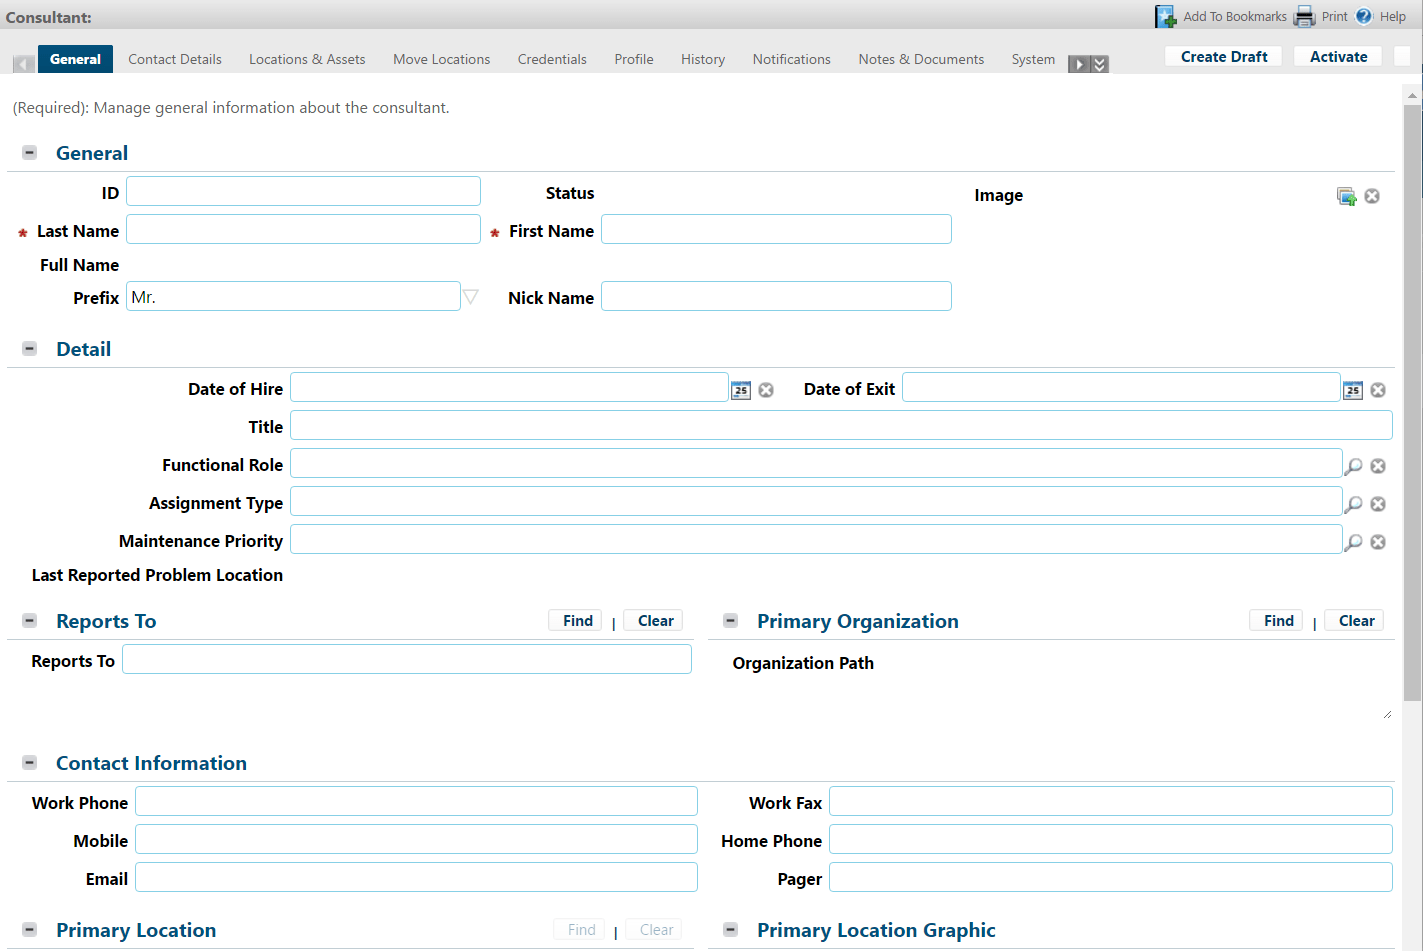 Consultant:
Add To Bookmarks Print Help
General Contact Details Locations & Assets Move Locations Credentials Profile History Notifications Notes & Documents System Create Draft Activate
(Required): Manage general information about the consultant.
General
ID Status Image
* Last Name * First Name
Full Name
Prefix Mr. Nick Name
Detail
Date of Hire 25 Date of Exit 25
Title
Functional Role
Assignment Type
Maintenance Priority
Last Reported Problem Location
Reports To Find | Clear Primary Organization Find | Clear
Reports To Organization Path
Contact Information
Work Phone Work Fax
Mobile Home Phone
Email Pager
Primary Location Find | Clear Primary Location Graphic